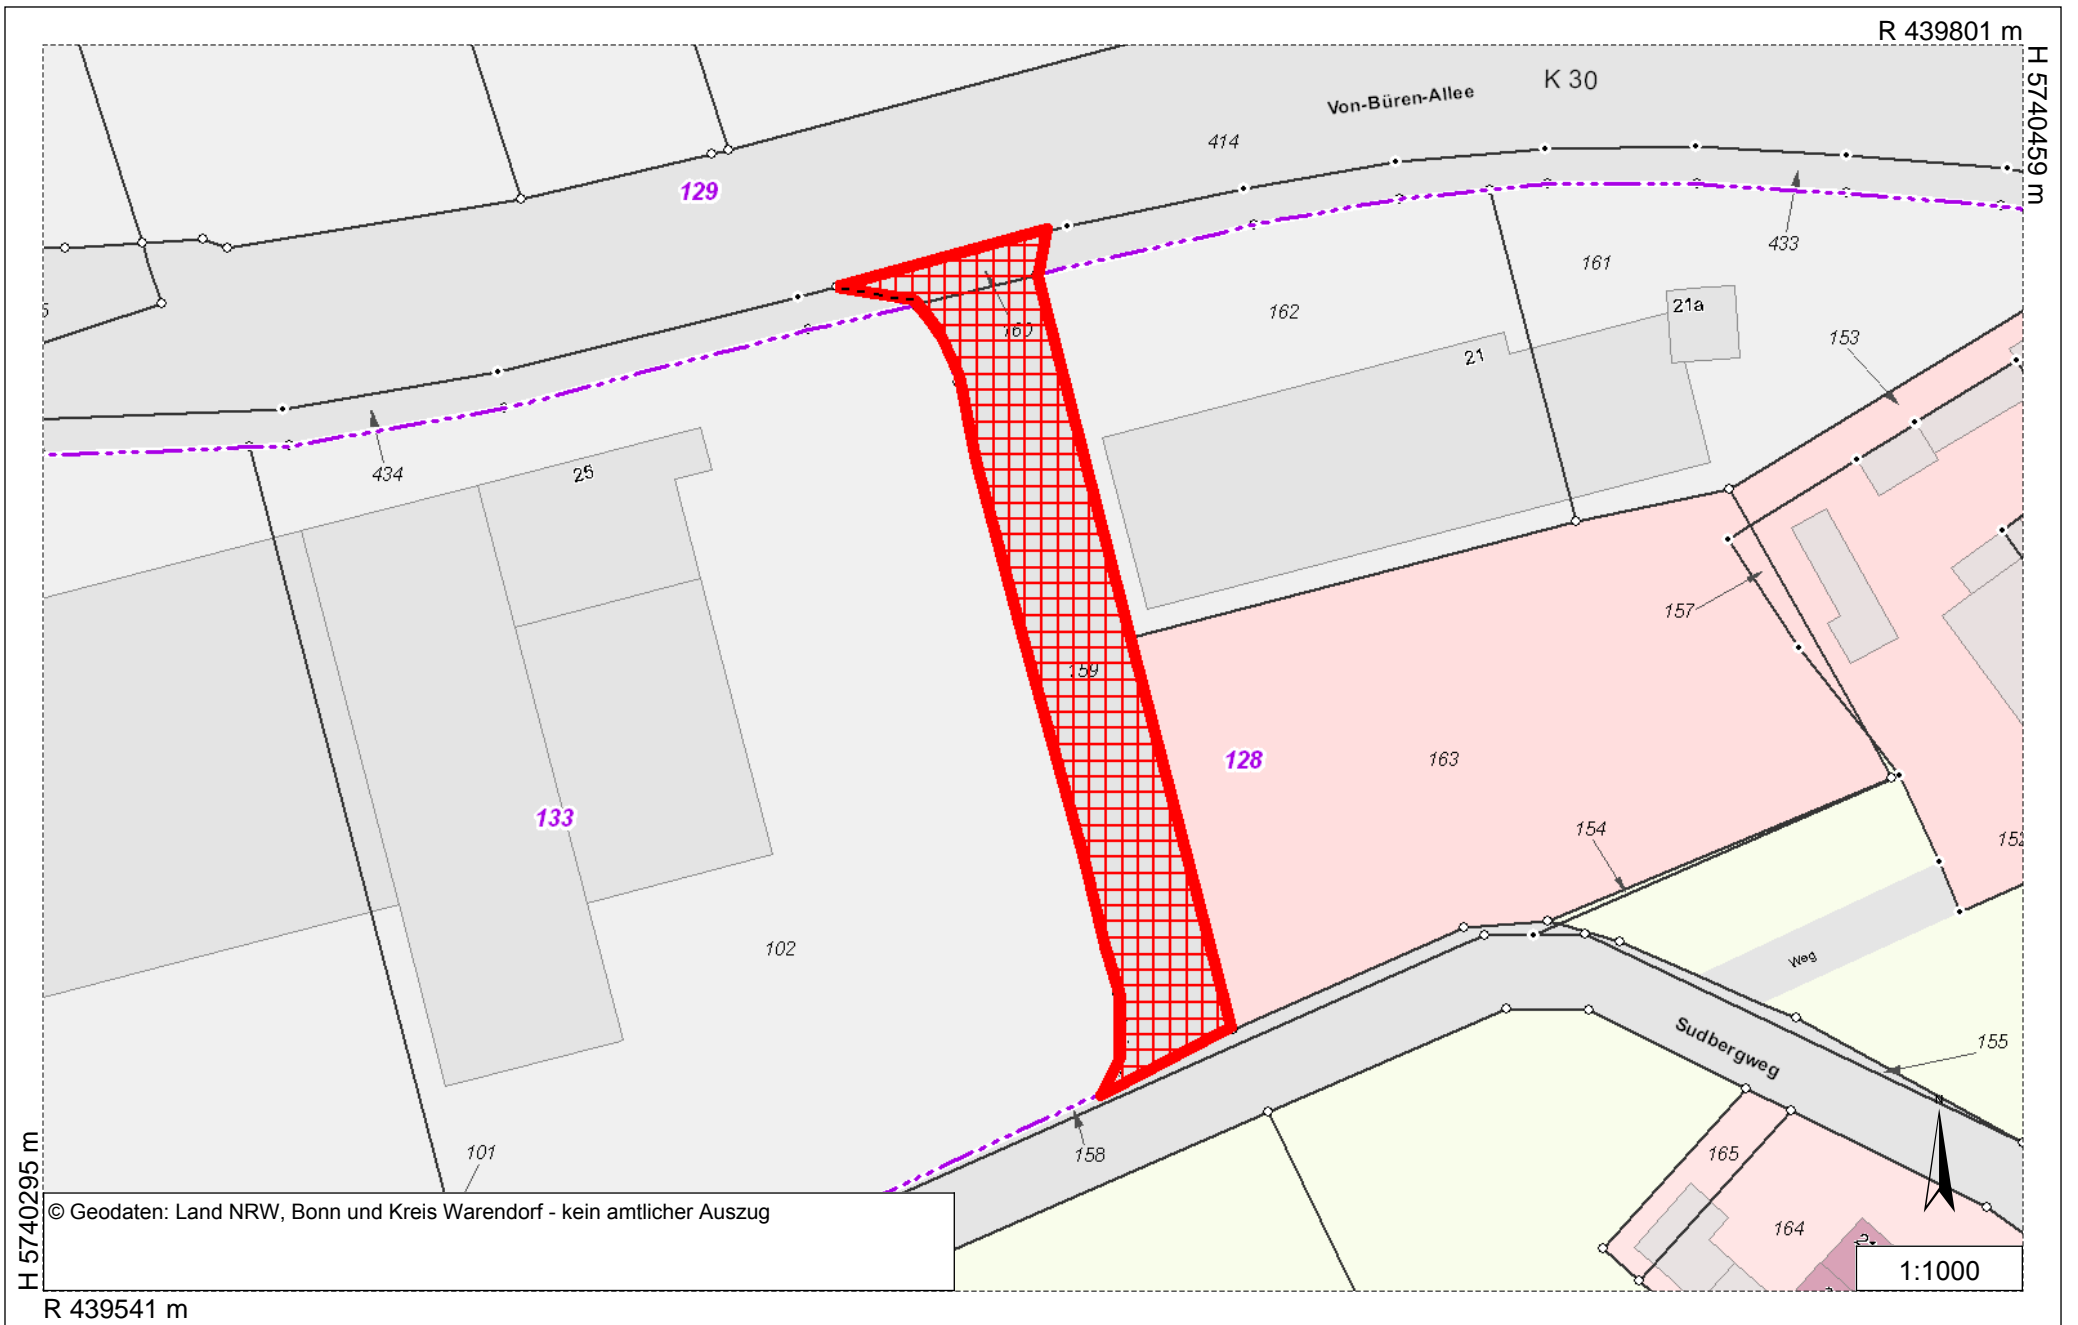 R 439801 m
H 5740459 m
K 30
Von-Büren-Allee
414
129
433
161
162
160
21a
153
21
434
25
157
159
128
163
133
154
152
102
Weg
Sudbergweg
155
N
101
158
165
164
H 5740295 m
© Geodaten: Land NRW, Bonn und Kreis Warendorf - kein amtlicher Auszug
1:1000
R 439541 m